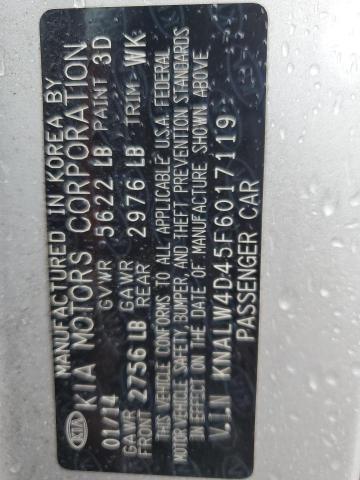 MANUFACTURED IN KOREA BY
KIA KIA MOTORS CORPORATION
01/14 GVWR 5622 LB PAINT 3D
GAWR FRONT 2756 LB GAWR REAR 2976 LB TRIM WK
THIS VEHICLE CONFORMS TO ALL APPLICABLE U.S.A. FEDERAL
MOTOR VEHICLE SAFETY, BUMPER, AND THEFT PREVENTION STANDARDS
IN EFFECT ON THE DATE OF MANUFACTURE SHOWN ABOVE.
V.I.N KNALW4D45F6017119
PASSENGER CAR